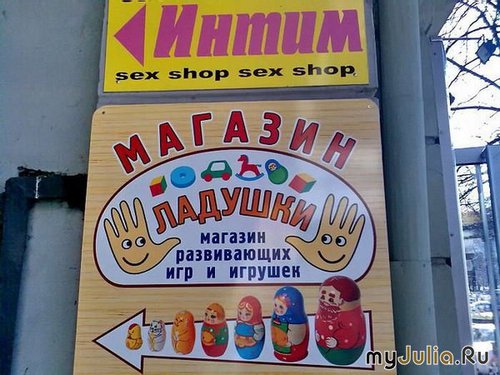 Интим
sex shop sex shop
МАГАЗИН
ЛАДУШКИ
магазин
развивающих
игр и игрушек
myJulia.Ru